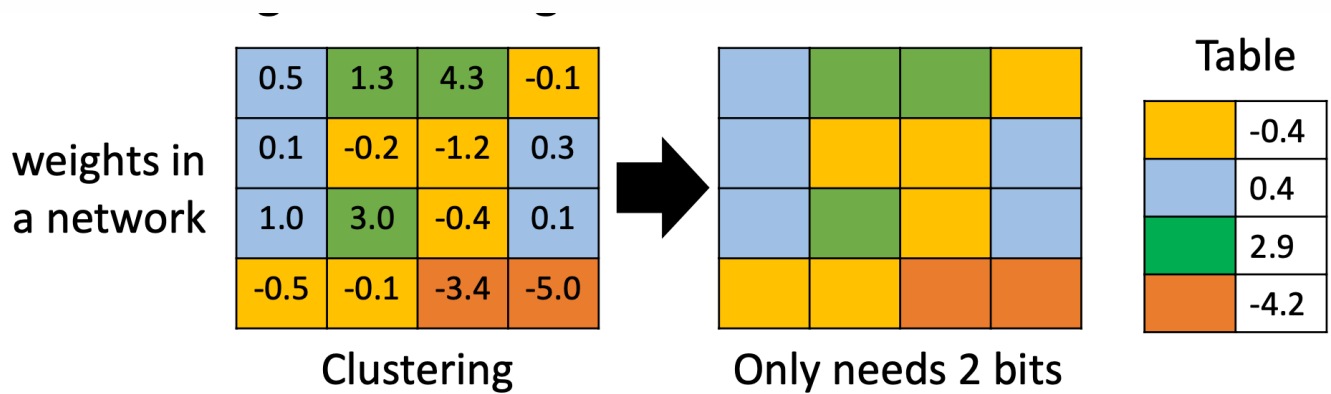 weights in
a network
0.5 1.3 4.3 -0.1
0.1 -0.2 -1.2 0.3
1.0 3.0 -0.4 0.1
-0.5 -0.1 -3.4 -5.0
Clustering
Only needs 2 bits
Table
-0.4
0.4
2.9
-4.2